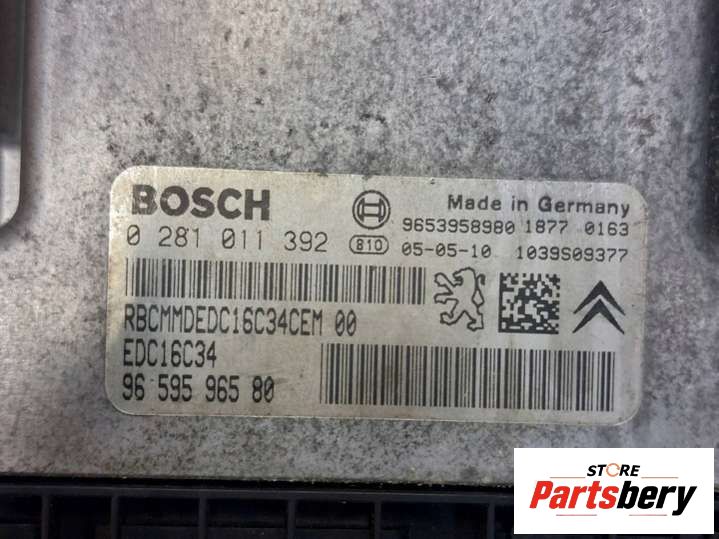 BOSCH
Made in Germany
9653958980 1877 0163
0 281 011 392
810
05-05-10 1039S09377
RBCMMDEDC16C34CEM 00
EDC16C34
96 595 965 80
STORE
Partsbery